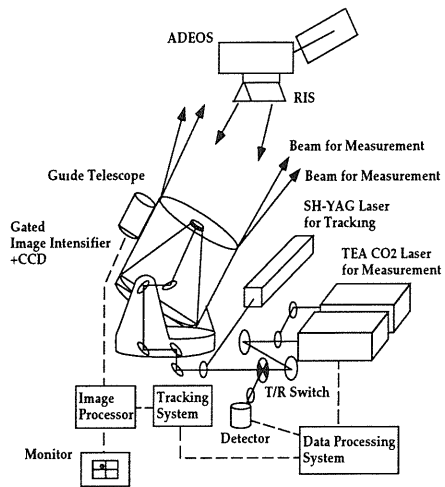 ADEOS
RIS
Beam for Measurement
Beam for Measurement
Guide Telescope
SH-YAG Laser
for Tracking
Gated
Image Intensifier
+CCD
TEA CO2 Laser
for Measurement
T/R Switch
Image
Processor
Tracking
System
Detector
Monitor
Data Processing
System